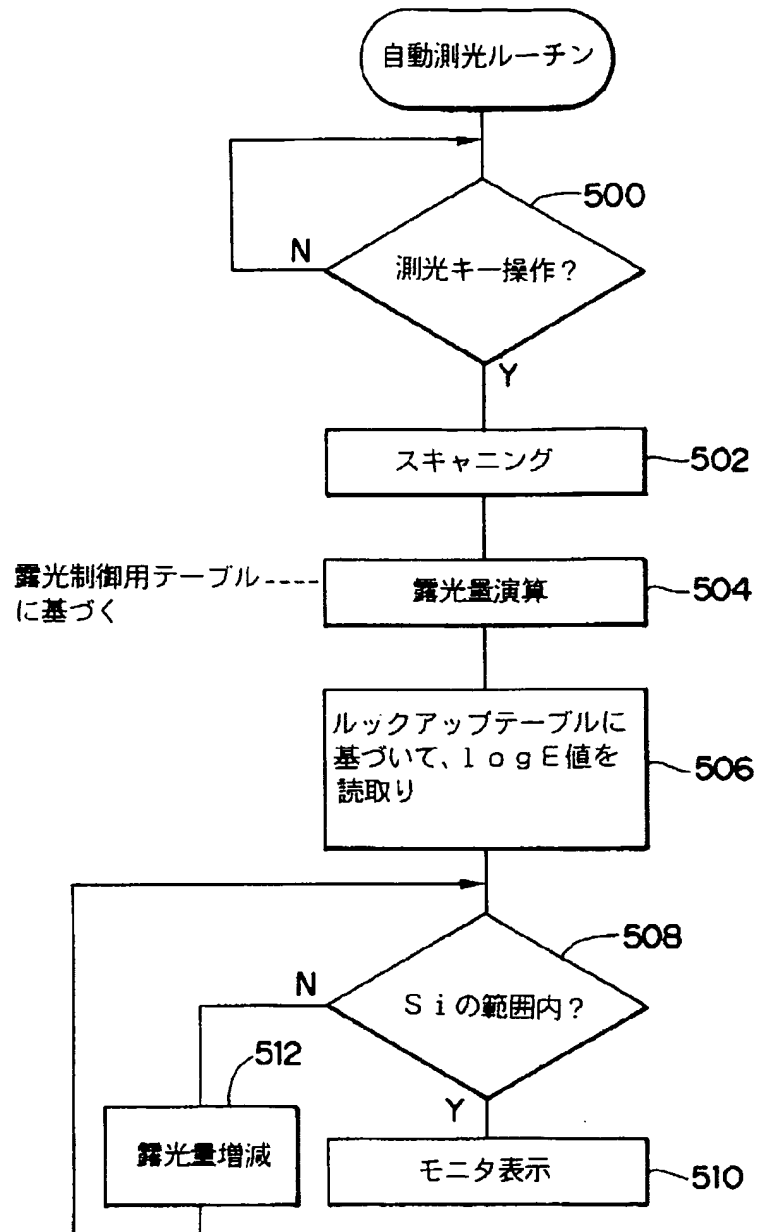 自動測光ルーチン
500
N
測光キー操作？
Y
スキャニング
502
露光制御用テーブル
に基づく
露光量演算
504
ルックアップテーブルに
基づいて、ｌｏｇＥ値を
読取り
506
508
N
Ｓｉの範囲内？
512
Y
露光量増減
モニタ表示
510